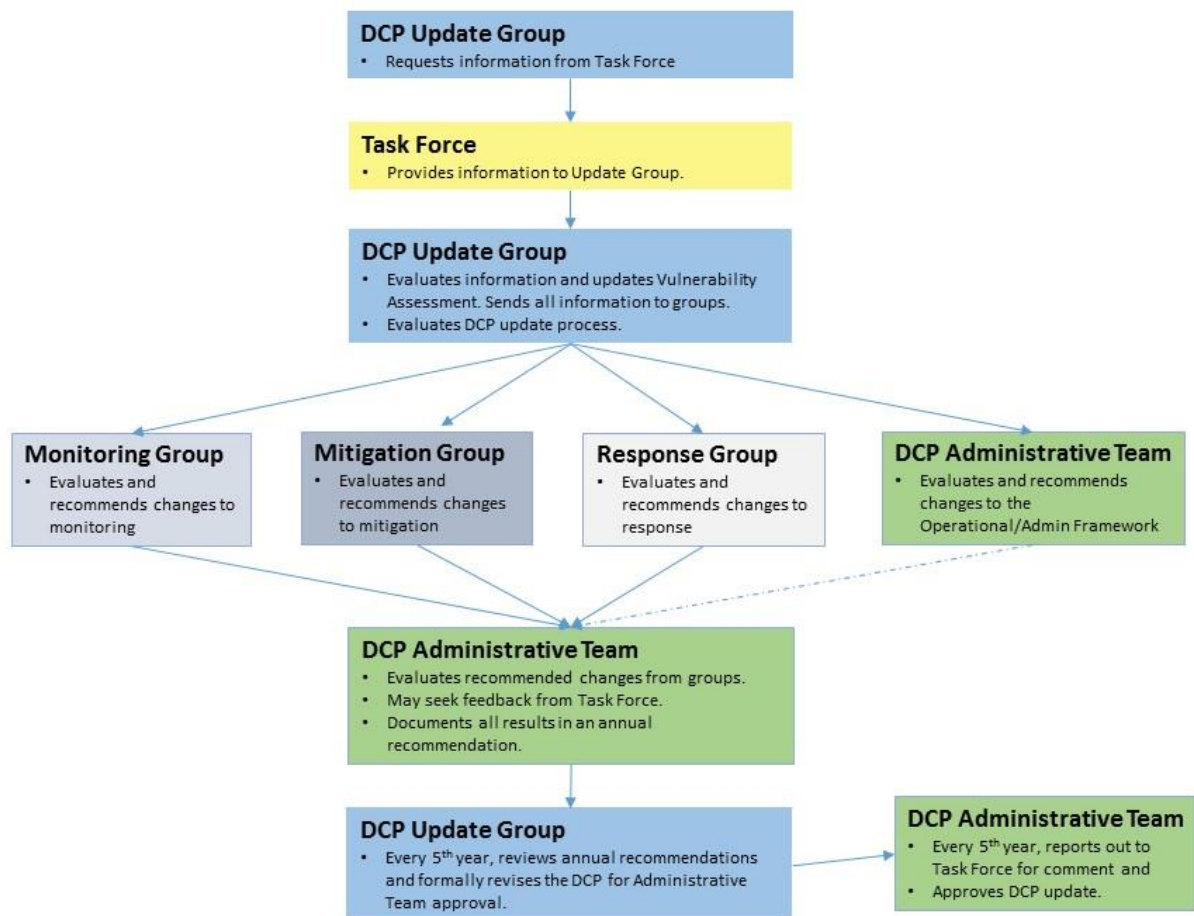 DCP Update Group
• Requests information from Task Force
Task Force
• Provides information to Update Group.
DCP Update Group
• Evaluates information and updates Vulnerability
Assessment. Sends all information to groups.
• Evaluates DCP update process.
Monitoring Group
• Evaluates and
recommends changes to
monitoring
Mitigation Group
• Evaluates and
recommends changes
to mitigation
Response Group
• Evaluates and
recommends changes to
response
DCP Administrative Team
• Evaluates and recommends
changes to the
Operational/Admin Framework
DCP Administrative Team
• Evaluates recommended changes from groups.
• May seek feedback from Task Force.
• Documents all results in an annual
recommendation.
DCP Update Group
• Every 5th year, reviews annual recommendations
and formally revises the DCP for Administrative
Team approval.
DCP Administrative Team
• Every 5th year, reports out to
Task Force for comment and
• Approves DCP update.